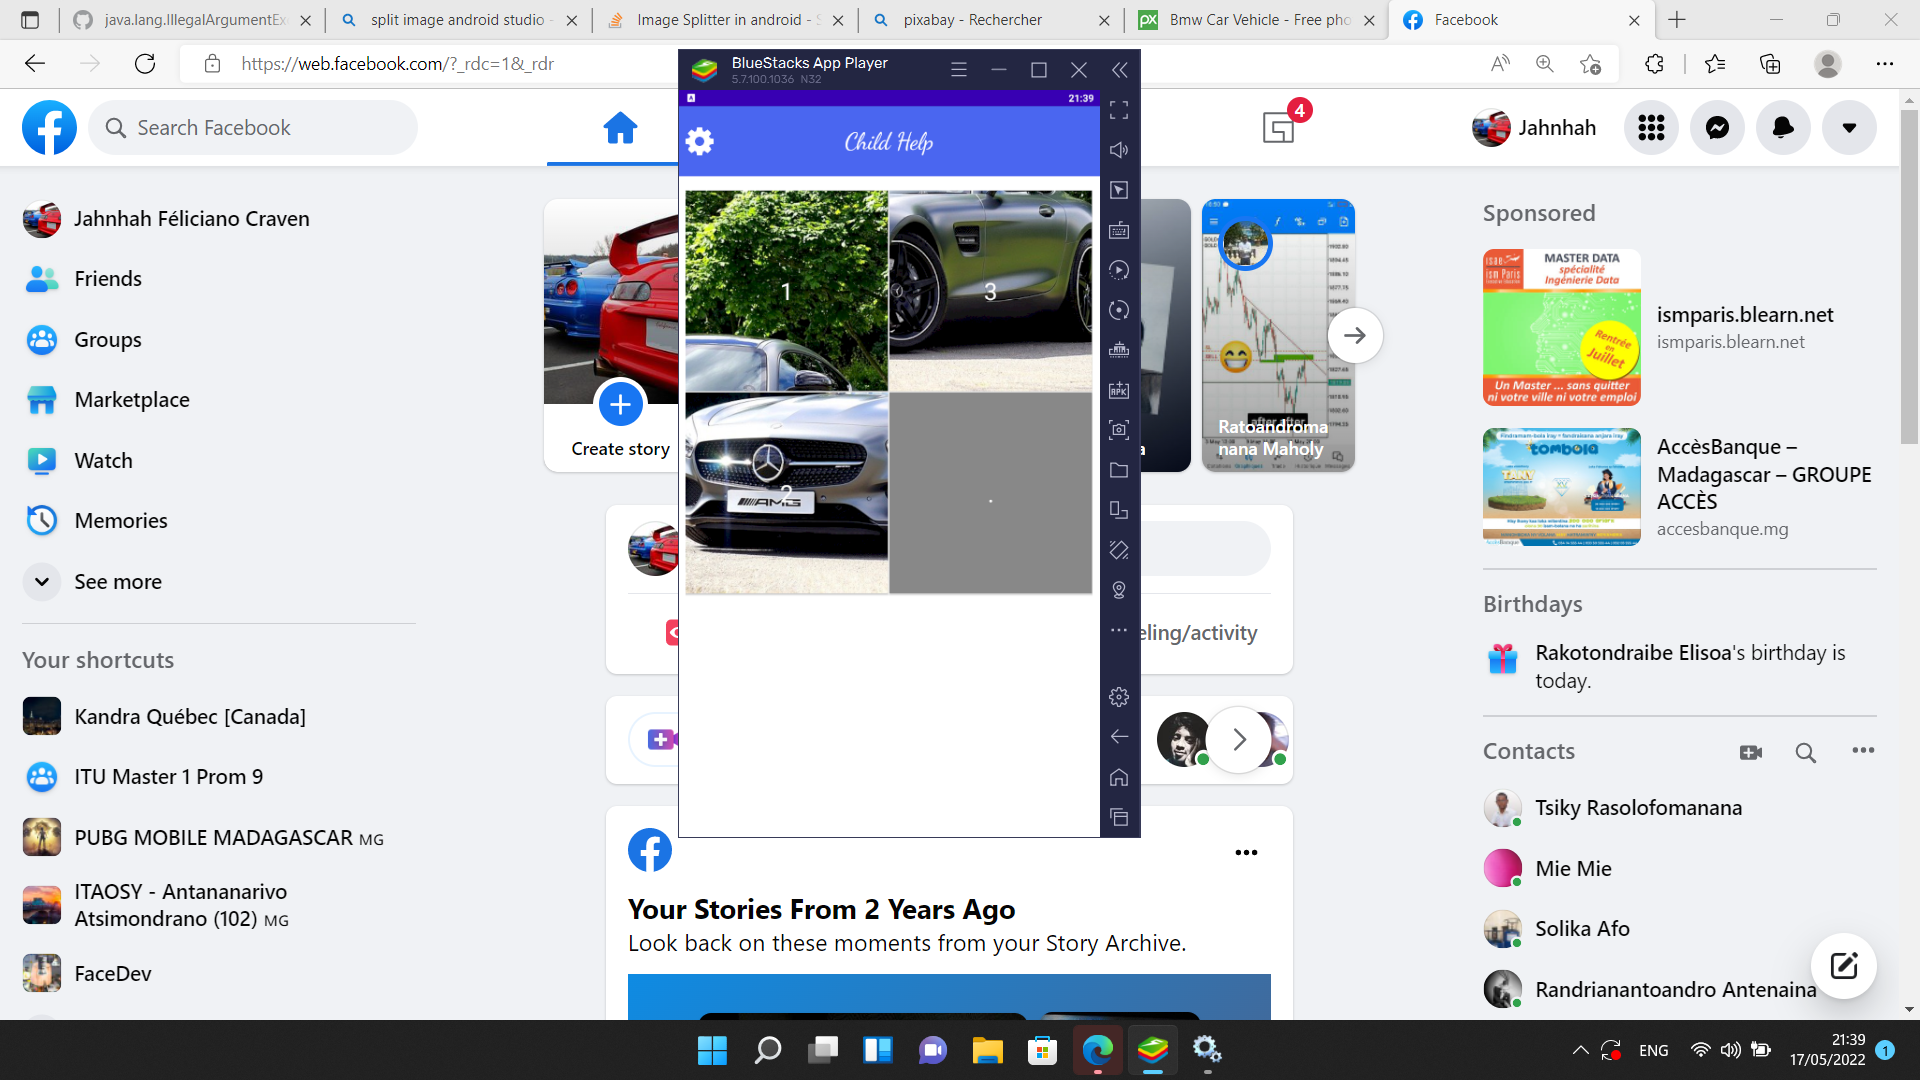 java.lang.IllegalArgumentEx
split image android studio -
Image Splitter in android - S
pixabay - Rechercher
Bmw Car Vehicle - Free pho
Facebook
https://web.facebook.com/?_rdc=1&_rdr
BlueStacks App Player
5.7.100.1036 N32
21:39
Child Help
1
3
2
AMG
.
Search Facebook
4
Jahnhah
Jahnhah Féliciano Craven
Friends
Groups
Marketplace
Watch
Memories
See more
Your shortcuts
Kandra Québec [Canada]
ITU Master 1 Prom 9
PUBG MOBILE MADAGASCAR MG
ITAOSY - Antananarivo
Atsimondrano (102) MG
FaceDev
Create story
a
Ratoandroma
nana Maholy
eling/activity
Your Stories From 2 Years Ago
Look back on these moments from your Story Archive.
Sponsored
MASTER DATA
spécialité
Ingénierie Data
ism Paris
Rentrée
en
Juillet
Un Master ... sans quitter
ni votre ville ni votre emploi
ismparis.blearn.net
ismparis.blearn.net
tombola
AccèsBanque –
Madagascar – GROUPE
ACCÈS
accesbanque.mg
Birthdays
Rakotondraibe Elisoa's birthday is
today.
Contacts
Tsiky Rasolofomanana
Mie Mie
Solika Afo
Randrianantoandro Antenaina
ENG
21:39
17/05/2022
1